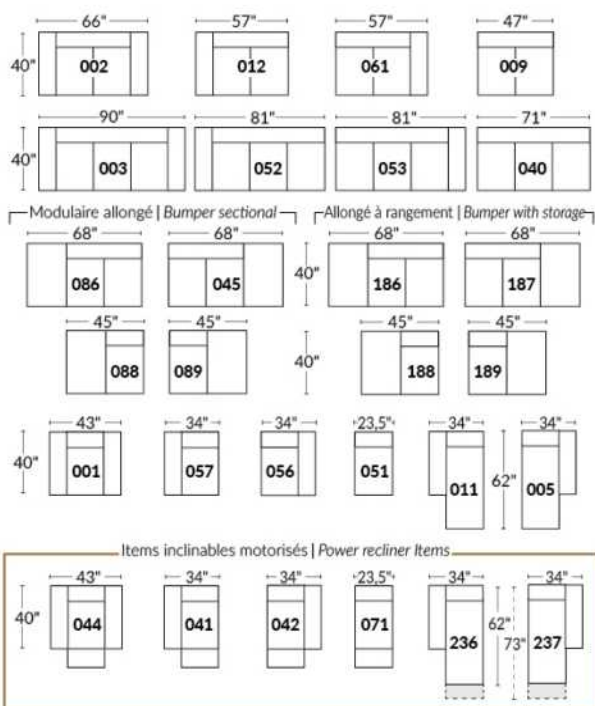 66" 57" 57" 47"
40" 002 012 061 009
90" 81" 81" 71"
40" 003 052 053 040
Modulaire allongé | Bumper sectional Allongé à rangement | Bumper with storage
68" 68" 68" 68"
086 045 40" 186 187
45" 45" 45" 45"
088 089 40" 188 189
43" 34" 34" 23,5" 34" 34"
40" 001 057 056 051 011 62" 005
Items inclinables motorisés | Power recliner Items
43" 34" 34" 23,5" 34" 34"
40" 044 041 042 071 236 62" 73" 237